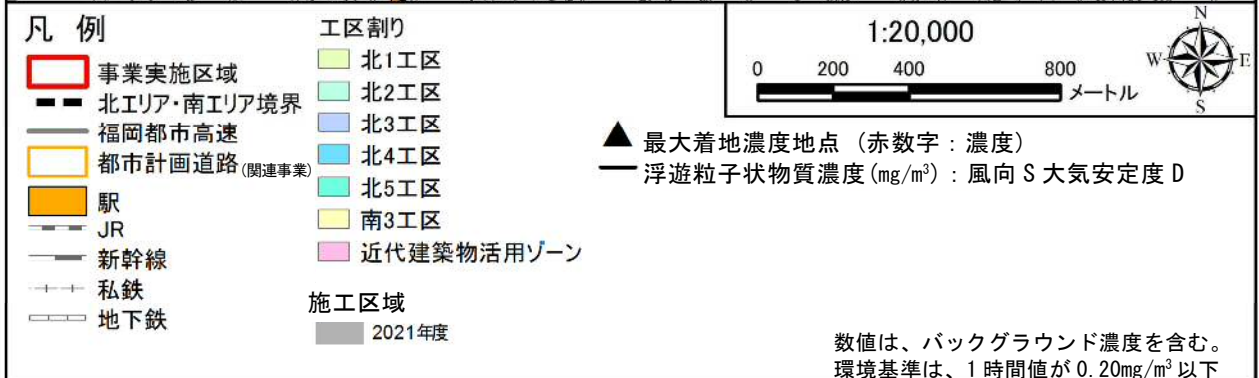 凡 例
事業実施区域
北エリア・南エリア境界
福岡都市高速
都市計画道路(関連事業)
駅
JR
新幹線
私鉄
地下鉄
工区割り
北1工区
北2工区
北3工区
北4工区
北5工区
南3工区
近代建築物活用ゾーン
施工区域
2021年度
1:20,000
0 200 400 800
メートル
N
W E
S
▲ 最大着地濃度地点 (赤数字:濃度)
浮遊粒子状物質濃度(mg/m³):風向 S 大気安定度 D
数値は、バックグラウンド濃度を含む。
環境基準は、1 時間値が 0.20mg/m³ 以下